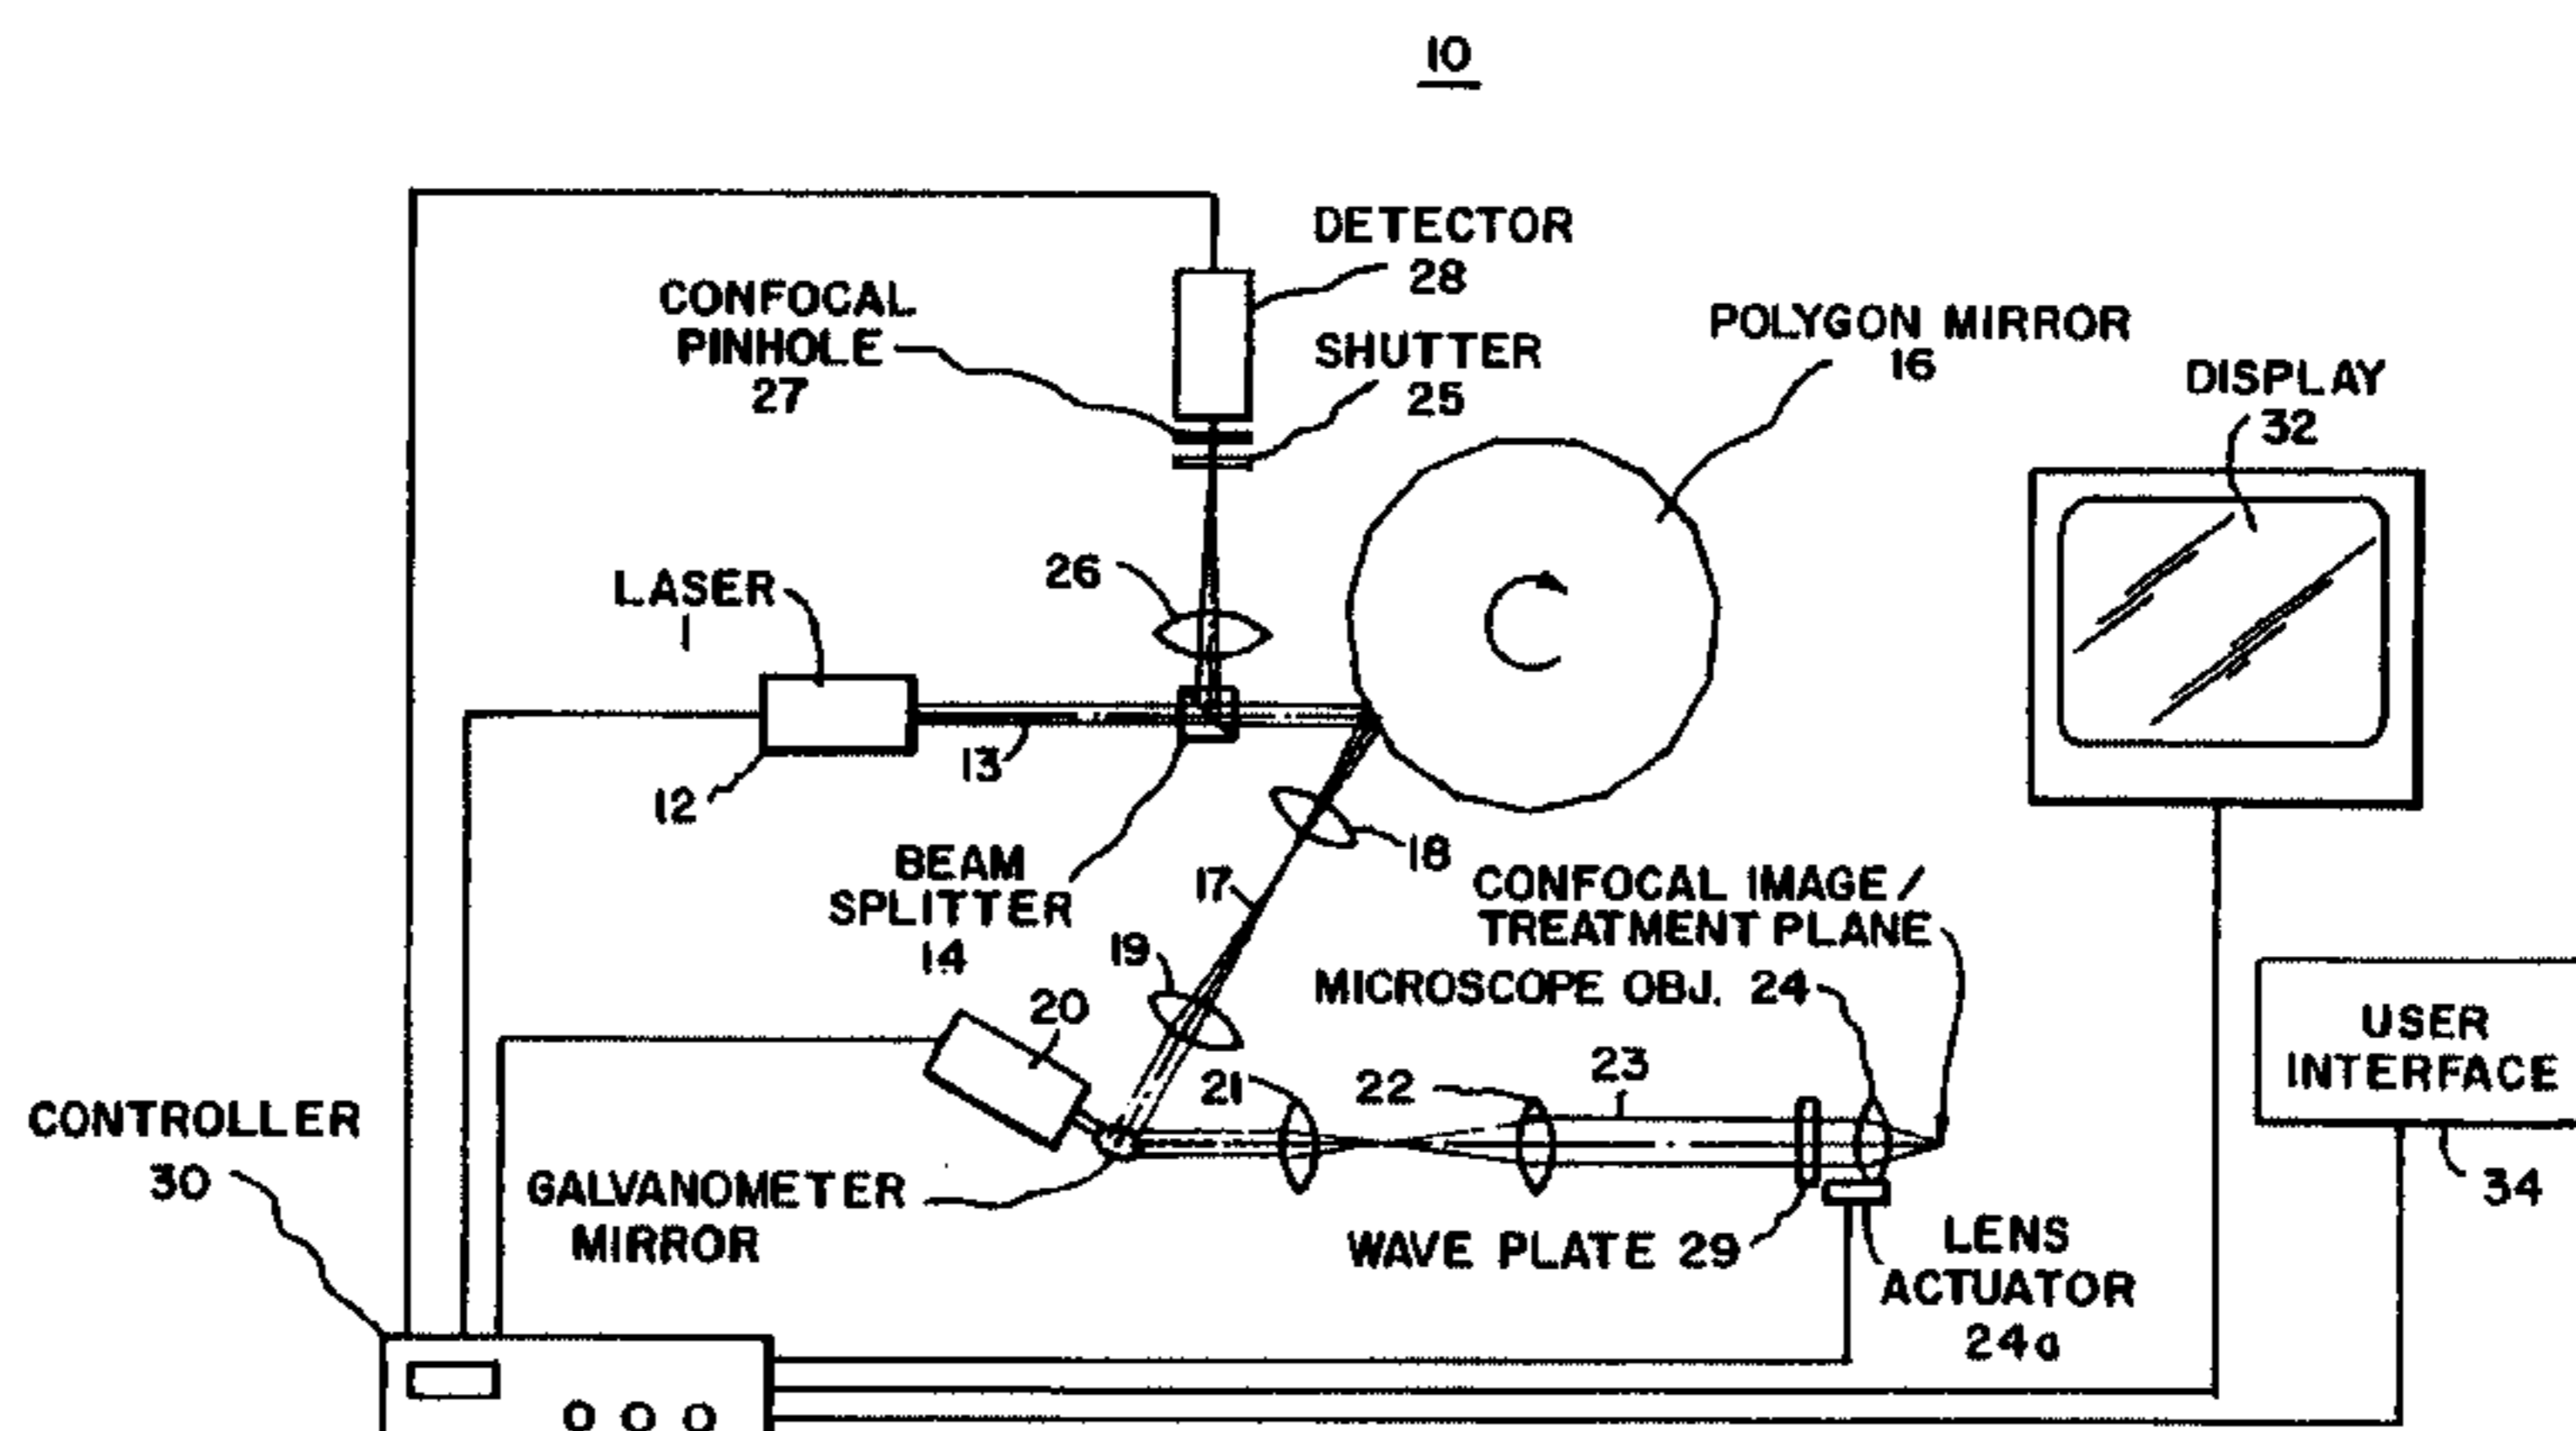 10
DETECTOR
28
CONFOCAL
PINHOLE
27
SHUTTER
25
POLYGON MIRROR
16
DISPLAY
32
26
LASER
1
12
13
BEAM
SPLITTER
14
18
17
19
CONFOCAL IMAGE/
TREATMENT PLANE
MICROSCOPE OBJ. 24
20
21
22
23
USER
INTERFACE
34
CONTROLLER
30
GALVANOMETER
MIRROR
WAVE PLATE 29
LENS
ACTUATOR
24a